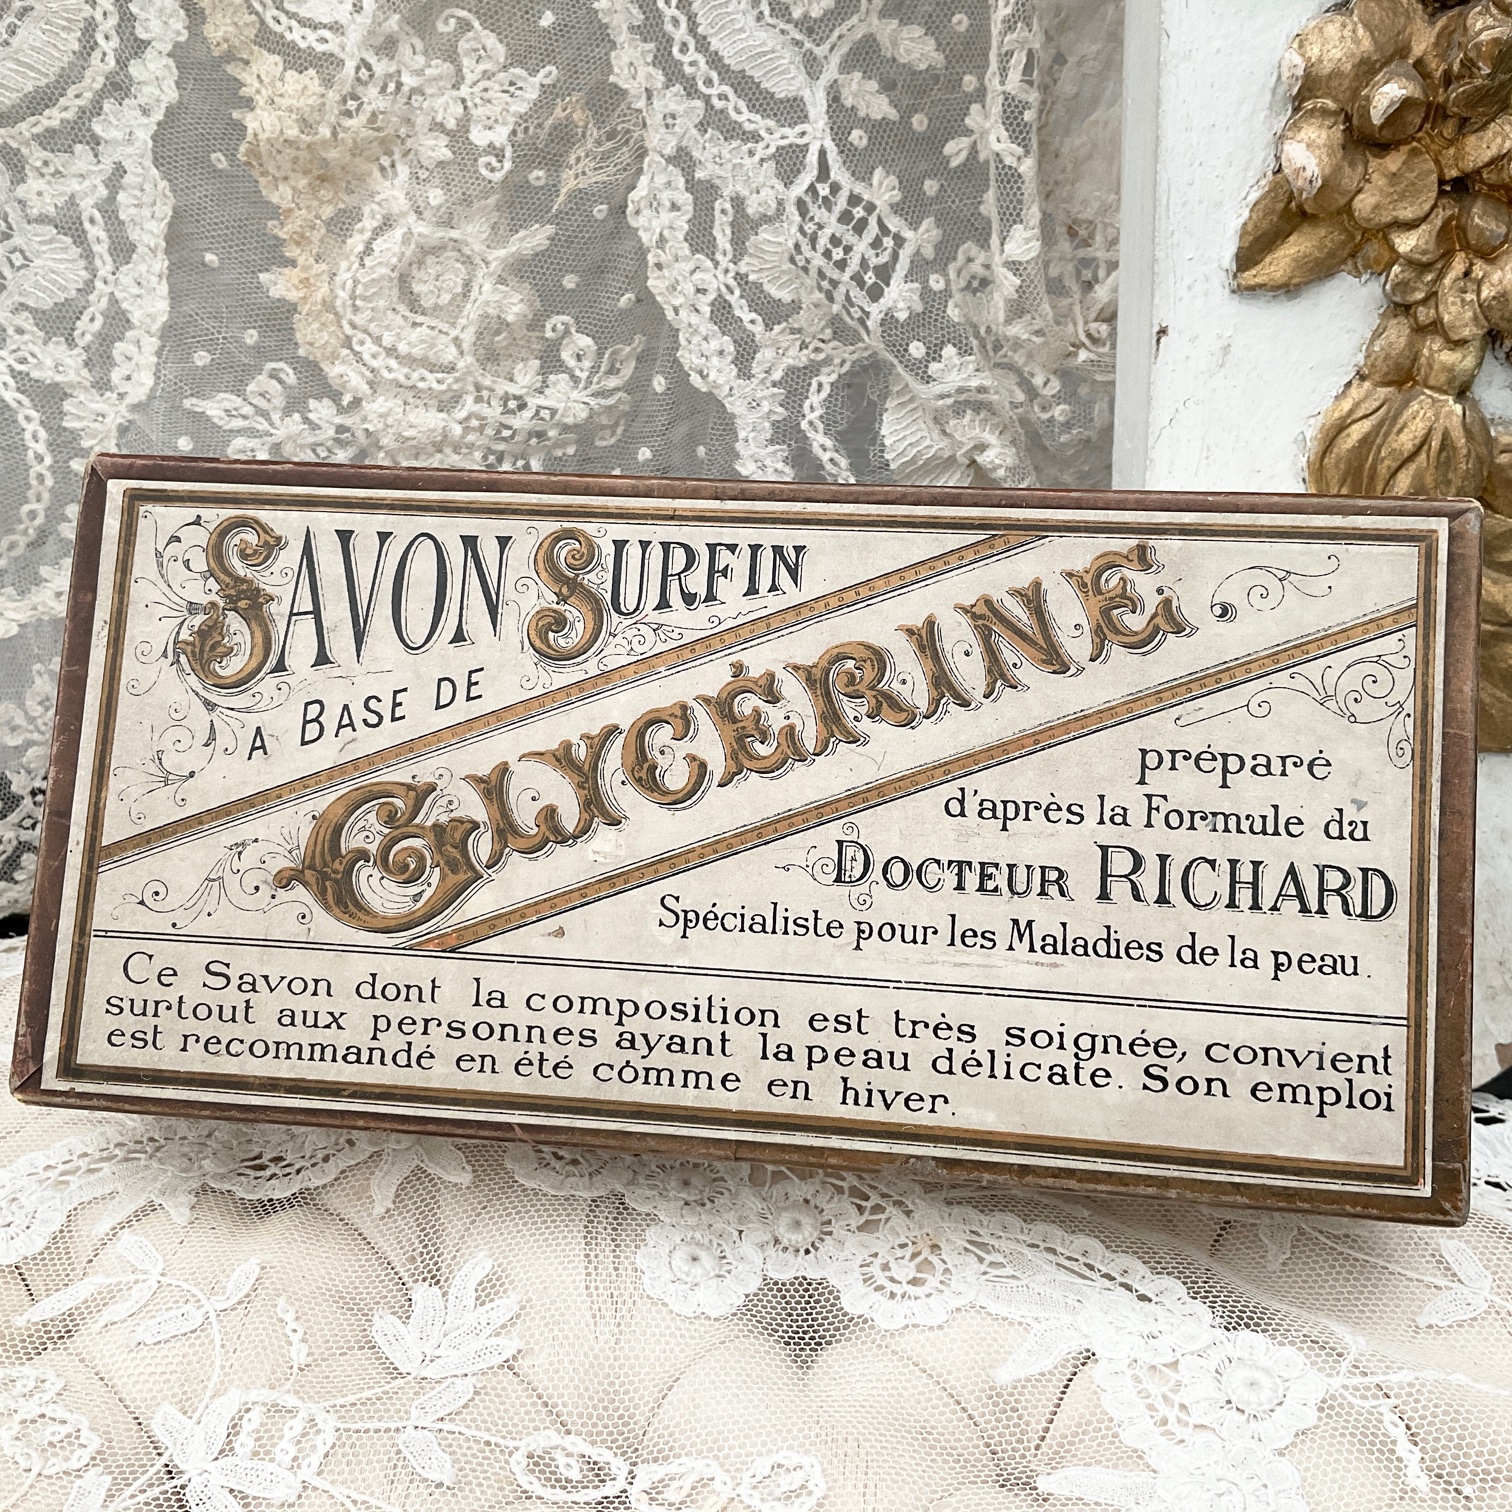 SAVON SURFIN
A BASE DE
GLYCÉRINE
préparé
d'après la Formule du
DOCTEUR RICHARD
Spécialiste pour les Maladies de la peau.
Ce Savon dont la composition est très soignée, convient
surtout aux personnes ayant la peau délicate. Son emploi
est recommandé en été comme en hiver.